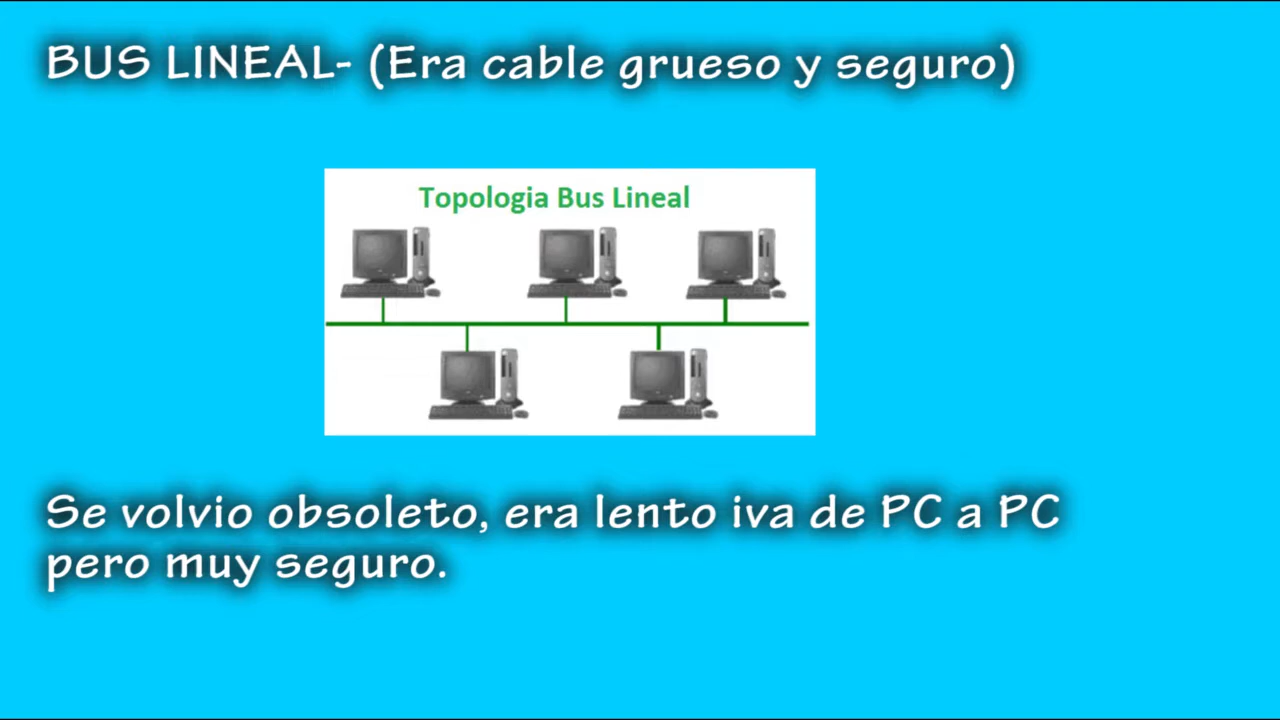 BUS LINEAL- (Era cable grueso y seguro)
Topologia Bus Lineal
Se volvio obsoleto, era lento iva de PC a PC
pero muy seguro.